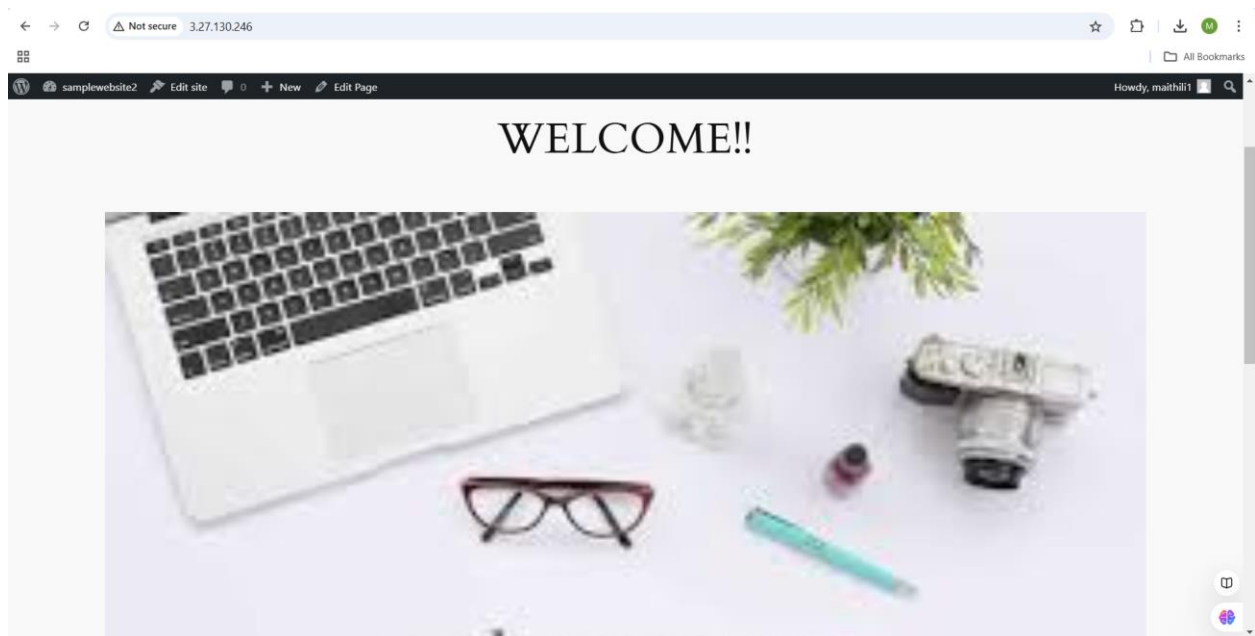 Not secure 3.27.130.246
M
All Bookmarks
samplewebsite2 Edit site 0 New Edit Page Howdy, maithili1
WELCOME!!